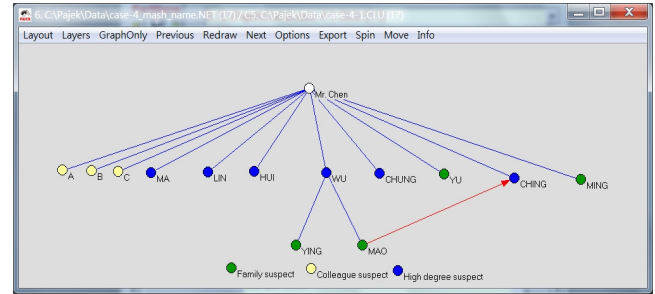 6. C:\Pajek\Data\case-4_mash_name.NET (17) / C5. C:\Pajek\Data\case-4-1.CLU (17)
Layout Layers GraphOnly Previous Redraw Next Options Export Spin Move Info
Mr. Chen
A
B
C
MA
LIN
HUI
WU
CHUNG
YU
CHING
MING
YING
MAO
Family suspect
Colleague suspect
High degree suspect